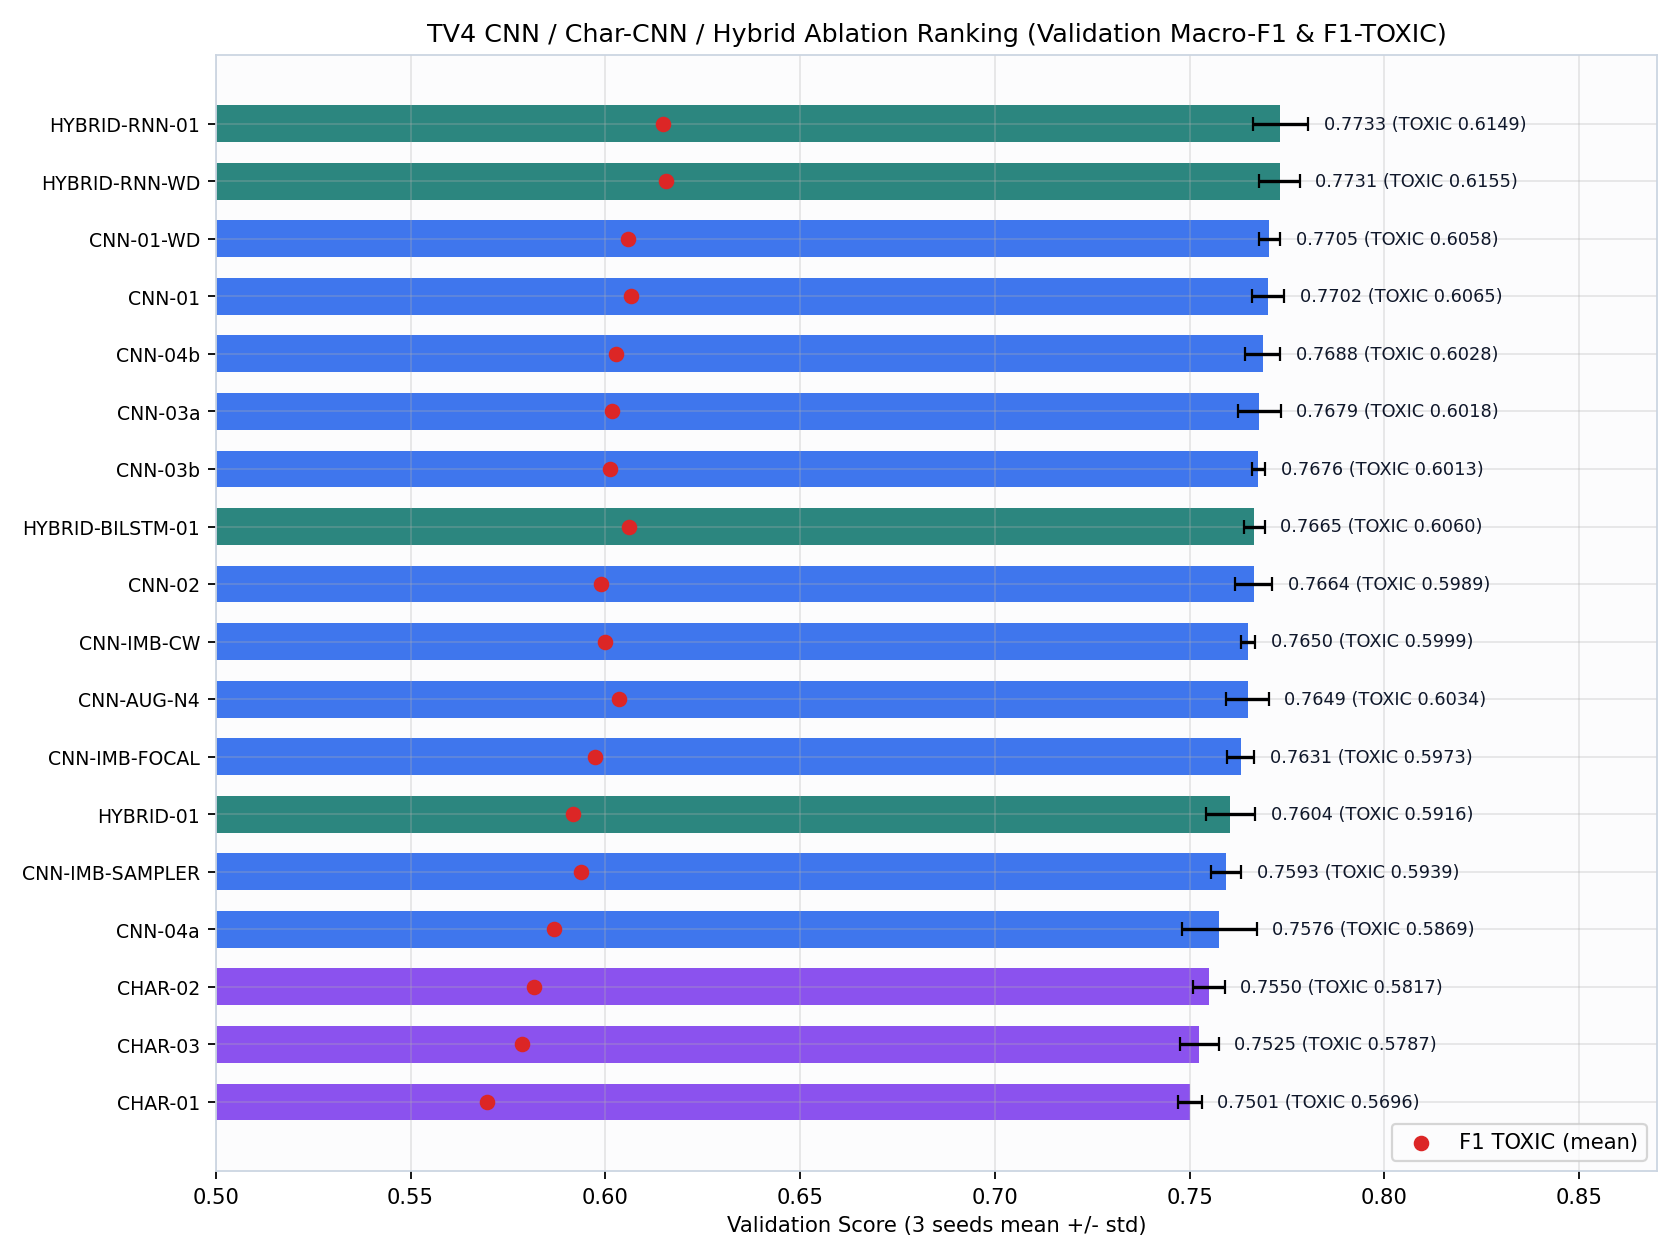 TV4 CNN / Char-CNN / Hybrid Ablation Ranking (Validation Macro-F1 & F1-TOXIC)
HYBRID-RNN-01 0.7733 (TOXIC 0.6149)
HYBRID-RNN-WD 0.7731 (TOXIC 0.6155)
CNN-01-WD 0.7705 (TOXIC 0.6058)
CNN-01 0.7702 (TOXIC 0.6065)
CNN-04b 0.7688 (TOXIC 0.6028)
CNN-03a 0.7679 (TOXIC 0.6018)
CNN-03b 0.7676 (TOXIC 0.6013)
HYBRID-BILSTM-01 0.7665 (TOXIC 0.6060)
CNN-02 0.7664 (TOXIC 0.5989)
CNN-IMB-CW 0.7650 (TOXIC 0.5999)
CNN-AUG-N4 0.7649 (TOXIC 0.6034)
CNN-IMB-FOCAL 0.7631 (TOXIC 0.5973)
HYBRID-01 0.7604 (TOXIC 0.5916)
CNN-IMB-SAMPLER 0.7593 (TOXIC 0.5939)
CNN-04a 0.7576 (TOXIC 0.5869)
CHAR-02 0.7550 (TOXIC 0.5817)
CHAR-03 0.7525 (TOXIC 0.5787)
CHAR-01 0.7501 (TOXIC 0.5696)
F1 TOXIC (mean)
0.50 0.55 0.60 0.65 0.70 0.75 0.80 0.85
Validation Score (3 seeds mean +/- std)